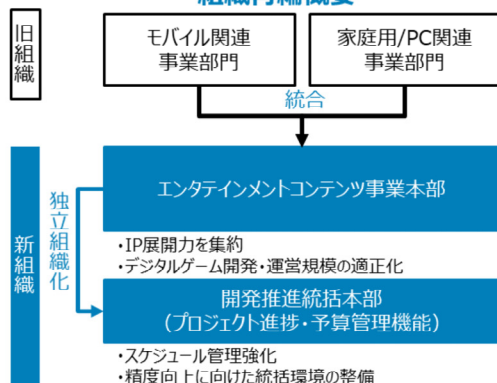 組織再編概要
旧組織
モバイル関連
事業部門
家庭用/PC関連
事業部門
統合
新組織
独立組織化
エンタテインメントコンテンツ事業本部
・IP展開力を集約
・デジタルゲーム開発・運営規模の適正化
開発推進統括本部
(プロジェクト進捗・予算管理機能)
・スケジュール管理強化
・精度向上に向けた統括環境の整備